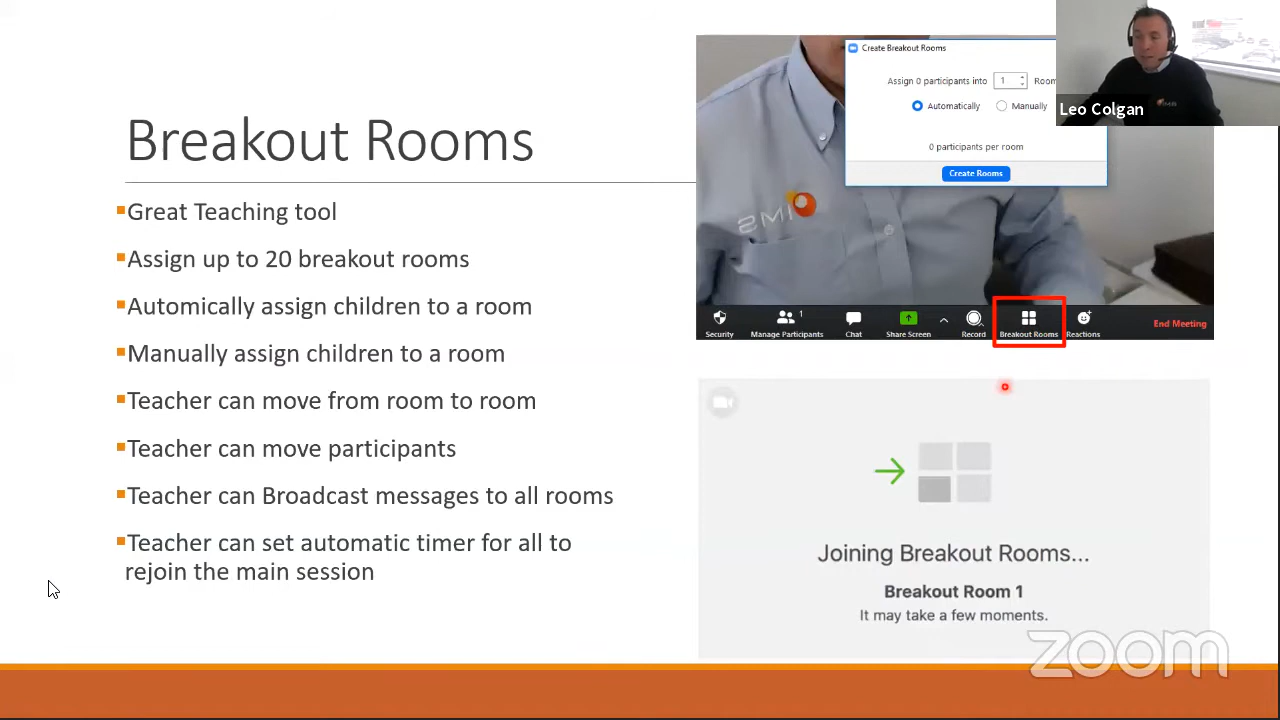 Breakout Rooms
Great Teaching tool
Assign up to 20 breakout rooms
Automically assign children to a room
Manually assign children to a room
Teacher can move from room to room
Teacher can move participants
Teacher can Broadcast messages to all rooms
Teacher can set automatic timer for all to
rejoin the main session
Create Breakout Rooms
Assign 0 participants into 1 Room
Automatically Manually
0 participants per room
Create Rooms
Leo Colgan
Security Manage Participants 1 Chat Share Screen Record Breakout Rooms Reactions End Meeting
Joining Breakout Rooms...
Breakout Room 1
It may take a few moments.
zoom